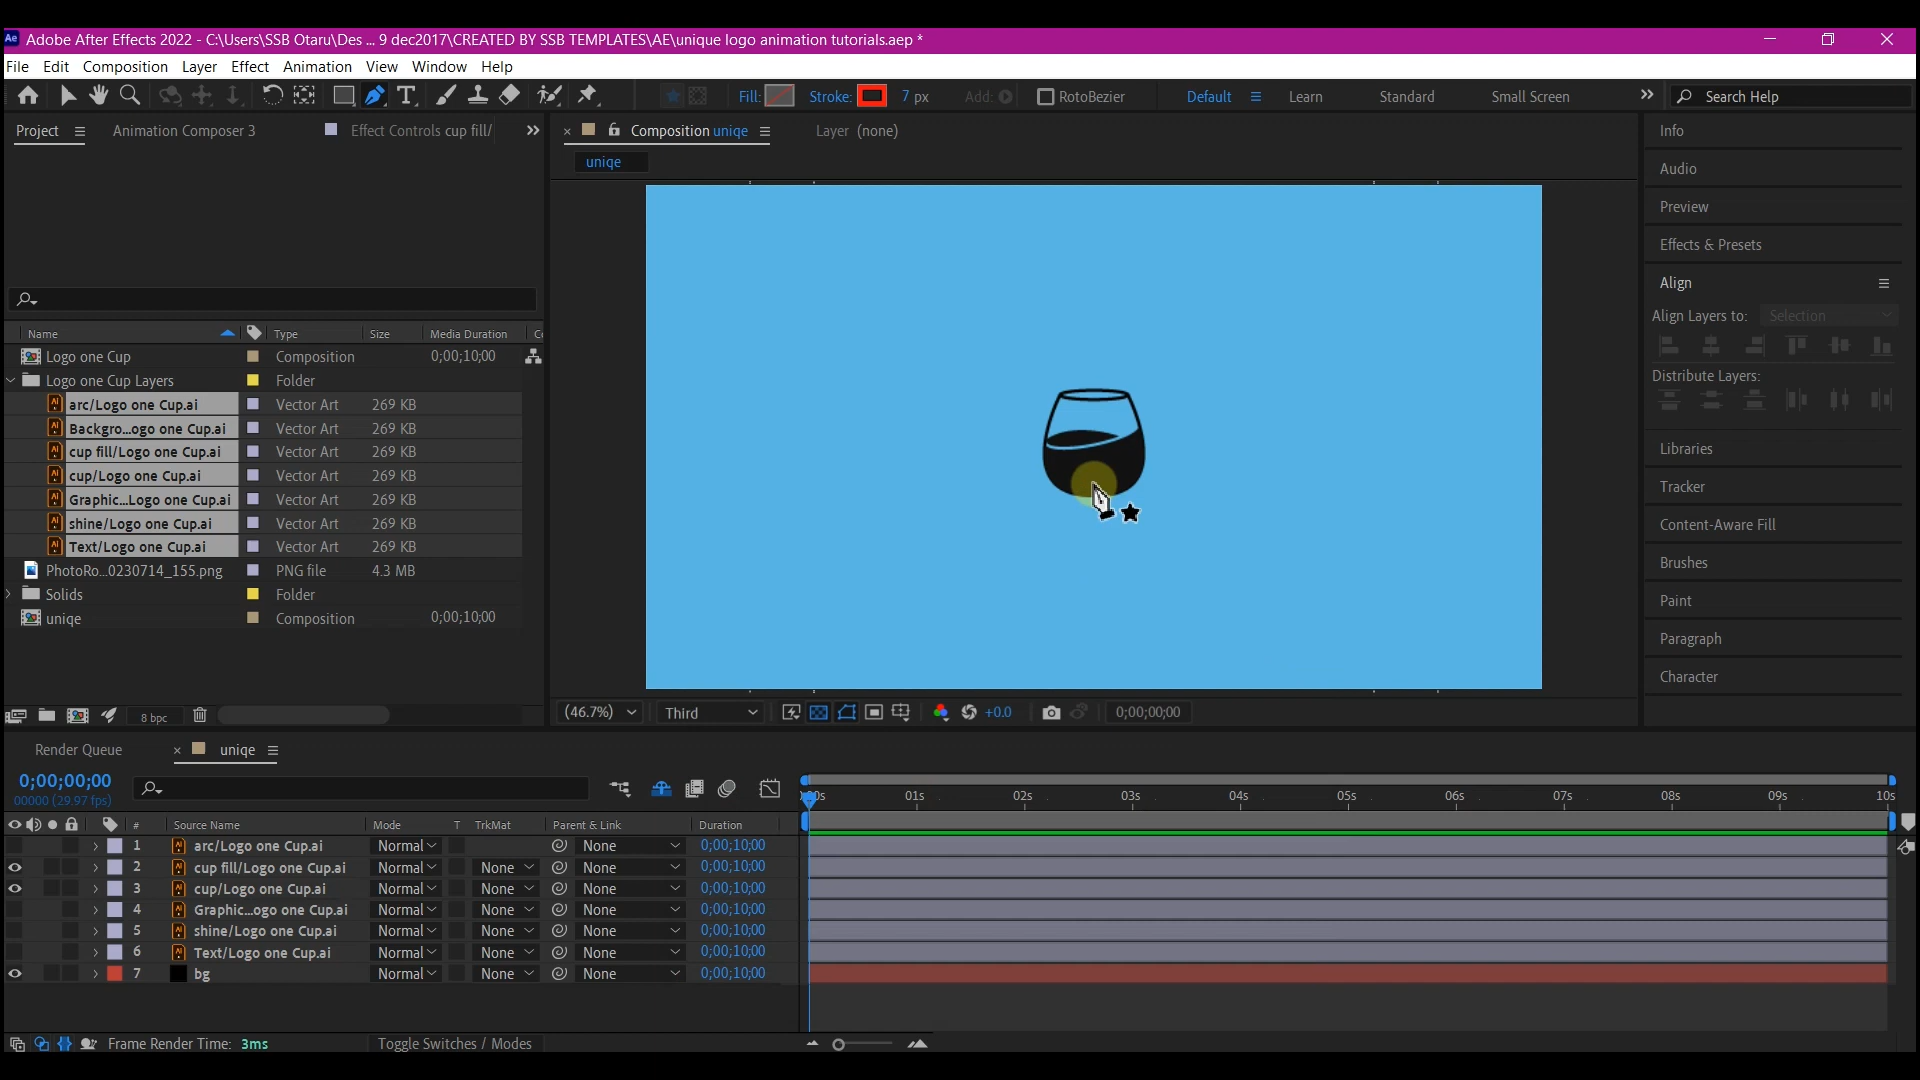 Ae Adobe After Effects 2022 - C:\Users\SSB Otaru\Des ... 9 dec2017\CREATED BY SSB TEMPLATES\AE\unique logo animation tutorials.aep *
File Edit Composition Layer Effect Animation View Window Help
Fill: Stroke: 7 px Add: RotoBezier Default Learn Standard Small Screen Search Help
Project Animation Composer 3 Effect Controls cup fill/ Composition uniqe Layer (none) Info
uniqe
Audio
Preview
Effects & Presets
Align
Align Layers to: Selection
Name Type Size Media Duration
Logo one Cup Composition 0;00;10;00
Logo one Cup Layers Folder
arc/Logo one Cup.ai Vector Art 269 KB
Backgro...ogo one Cup.ai Vector Art 269 KB
cup fill/Logo one Cup.ai Vector Art 269 KB
cup/Logo one Cup.ai Vector Art 269 KB
Graphic...Logo one Cup.ai Vector Art 269 KB
shine/Logo one Cup.ai Vector Art 269 KB
Text/Logo one Cup.ai Vector Art 269 KB
PhotoRo...0230714_155.png PNG file 4.3 MB
Solids Folder
uniqe Composition 0;00;10;00
Distribute Layers:
Libraries
Tracker
Content-Aware Fill
Brushes
Paint
Paragraph
Character
8 bpc (46.7%) Third +0.0 0;00;00;00
Render Queue uniqe
0;00;00;00
00000 (29.97 fps)
01s 02s 03s 04s 05s 06s 07s 08s 09s 10s
# Source Name Mode T TrkMat Parent & Link Duration
1 arc/Logo one Cup.ai Normal None 0;00;10;00
2 cup fill/Logo one Cup.ai Normal None None 0;00;10;00
3 cup/Logo one Cup.ai Normal None None 0;00;10;00
4 Graphic...ogo one Cup.ai Normal None None 0;00;10;00
5 shine/Logo one Cup.ai Normal None None 0;00;10;00
6 Text/Logo one Cup.ai Normal None None 0;00;10;00
7 bg Normal None None 0;00;10;00
Frame Render Time: 3ms Toggle Switches / Modes